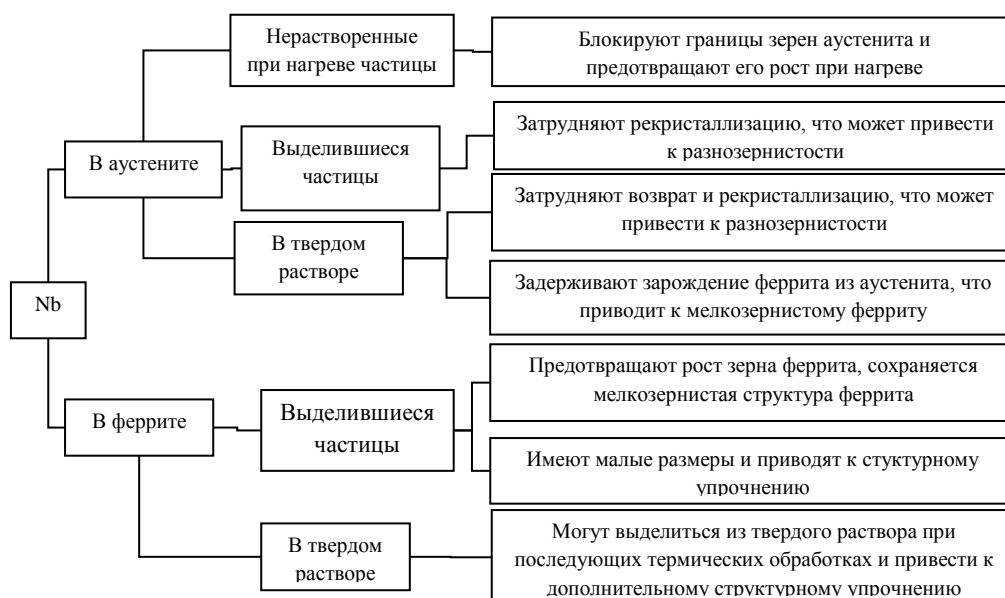 Нерастворенные
при нагреве частицы
Блокируют границы зерен аустенита и
предотвращают его рост при нагреве
В аустените
Выделившиеся
частицы
Затрудняют рекристаллизацию, что может привести
к разнозернистости
В твердом
растворе
Затрудняют возврат и рекристаллизацию, что может
привести к разнозернистости
Задерживают зарождение феррита из аустенита, что
приводит к мелкозернистому ферриту
Nb
В феррите
Выделившиеся
частицы
Предотвращают рост зерна феррита, сохраняется
мелкозернистая структура феррита
Имеют малые размеры и приводят к стуктурному
упрочнению
В твердом
растворе
Могут выделиться из твердого раствора при
последующих термических обработках и привести к
дополнительному структурному упрочнению